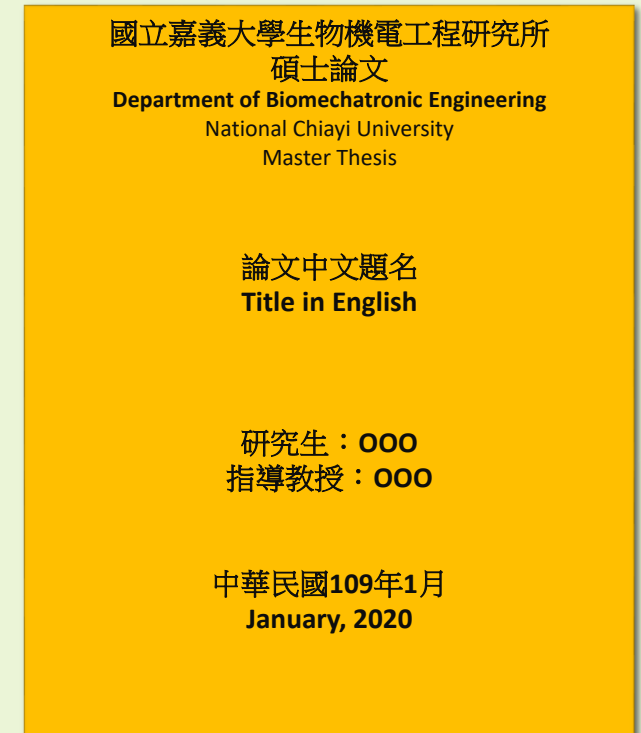 國立嘉義大學生物機電工程研究所
碩士論文
Department of Biomechatronic Engineering
National Chiayi University
Master Thesis
論文中文題名
Title in English
研究生：OOO
指導教授：OOO
中華民國109年1月
January, 2020